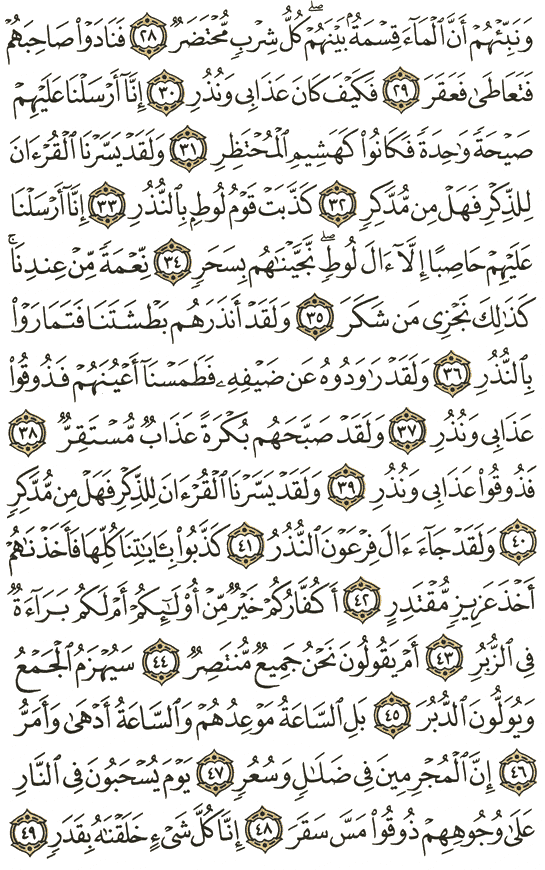 وَنَبِّئْهُمْ أَنَّ ٱلْمَآءَ قِسْمَةٌۢ بَيْنَهُمْ ۖ كُلُّ شِرْبٍ مُّحْتَضَرٌ ٢٨ فَنَادَوْا۟ صَاحِبَهُمْ
فَتَعَاطَىٰ فَعَقَرَ ٢٩ فَكَيْفَ كَانَ عَذَابِى وَنُذُرِ ٣٠ إِنَّآ أَرْسَلْنَا عَلَيْهِمْ
صَيْحَةً وَٰحِدَةً فَكَانُوا۟ كَهَشِيمِ ٱلْمُحْتَظِرِ ٣١ وَلَقَدْ يَسَّرْنَا ٱلْقُرْءَانَ
لِلذِّكْرِ فَهَلْ مِن مُّدَّكِرٍ ٣٢ كَذَّبَتْ قَوْمُ لُوطٍۭ بِٱلنُّذُرِ ٣٣ إِنَّآ أَرْسَلْنَا
عَلَيْهِمْ حَاصِبًا إِلَّآ ءَالَ لُوطٍ ۖ نَّجَّيْنَٰهُم بِسَحَرٍ ٣٤ نِّعْمَةً مِّنْ عِندِنَا ۚ
كَذَٰلِكَ نَجْزِى مَن شَكَرَ ٣٥ وَلَقَدْ أَنذَرَهُم بَطْشَتَنَا فَتَمَارَوْا۟
بِٱلنُّذُرِ ٣٦ وَلَقَدْ رَٰوَدُوهُ عَن ضَيْفِهِۦ فَطَمَسْنَآ أَعْيُنَهُمْ فَذُوقُوا۟
عَذَابِى وَنُذُرِ ٣٧ وَلَقَدْ صَبَّحَهُم بُكْرَةً عَذَابٌ مُّسْتَقِرٌّ ٣٨
فَذُوقُوا۟ عَذَابِى وَنُذُرِ ٣٩ وَلَقَدْ يَسَّرْنَا ٱلْقُرْءَانَ لِلذِّكْرِ فَهَلْ مِن مُّدَّكِرٍ
٤٠ وَلَقَدْ جَآءَ ءَالَ فِرْعَوْنَ ٱلنُّذُرُ ٤١ كَذَّبُوا۟ بِـَٔايَٰتِنَا كُلِّهَا فَأَخَذْنَٰهُمْ
أَخْذَ عَزِيزٍ مُّقْتَدِرٍ ٤٢ أَكُفَّارُكُمْ خَيْرٌ مِّنْ أُو۟لَٰٓئِكُمْ أَمْ لَكُم بَرَآءَةٌ
فِى ٱلزُّبُرِ ٤٣ أَمْ يَقُولُونَ نَحْنُ جَمِيعٌ مُّنتَصِرٌ ٤٤ سَيُهْزَمُ ٱلْجَمْعُ
وَيُوَلُّونَ ٱلدُّبُرَ ٤٥ بَلِ ٱلسَّاعَةُ مَوْعِدُهُمْ وَٱلسَّاعَةُ أَدْهَىٰ وَأَمَرُّ
٤٦ إِنَّ ٱلْمُجْرِمِينَ فِى ضَلَٰلٍ وَسُعُرٍ ٤٧ يَوْمَ يُسْحَبُونَ فِى ٱلنَّارِ
عَلَىٰ وُجُوهِهِمْ ذُوقُوا۟ مَسَّ سَقَرَ ٤٨ إِنَّا كُلَّ شَىْءٍ خَلَقْنَٰهُ بِقَدَرٍ ٤٩